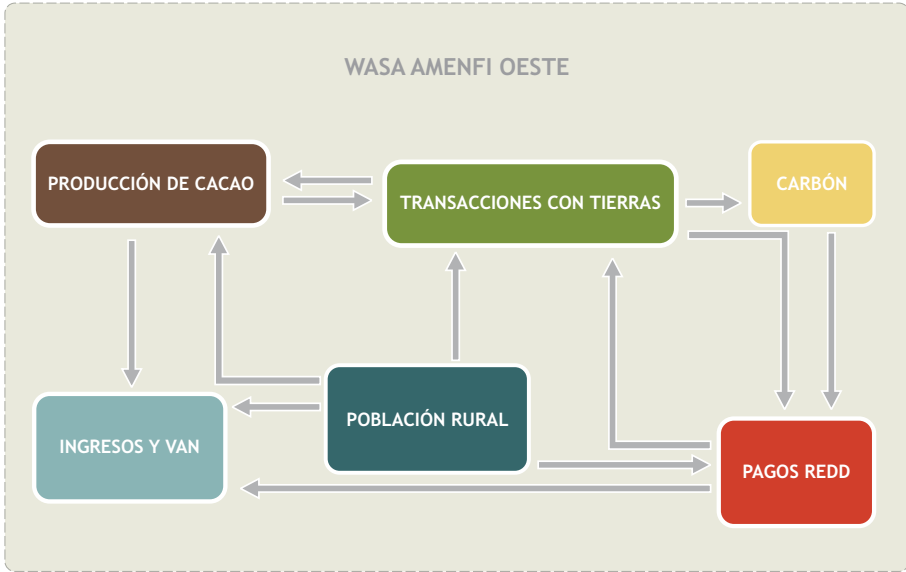 WASA AMENFI OESTE
PRODUCCIÓN DE CACAO
TRANSACCIONES CON TIERRAS
CARBÓN
INGRESOS Y VAN
POBLACIÓN RURAL
PAGOS REDD